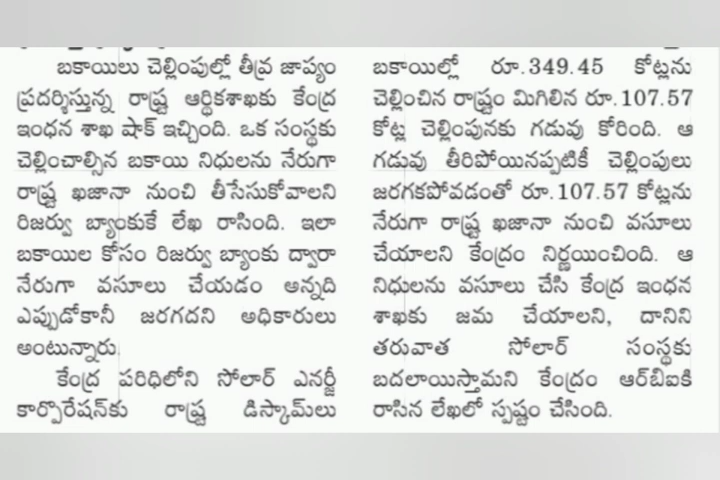 బకాయిలు చెల్లింపుల్లో తీవ్ర జాప్యం
ప్రదర్శిస్తున్న రాష్ట్ర ఆర్థికశాఖకు కేంద్ర
ఇంధన శాఖ షాక్ ఇచ్చింది. ఒక సంస్థకు
చెల్లించాల్సిన బకాయి నిధులను నేరుగా
రాష్ట్ర ఖజానా నుంచి తీసేసుకోవాలని
రిజర్వు బ్యాంకుకే లేఖ రాసింది. ఇలా
బకాయిల కోసం రిజర్వు బ్యాంకు ద్వారా
నేరుగా వసూలు చేయడం అన్నది
ఎప్పుడోకానీ జరగదని అధికారులు
అంటున్నారు.
కేంద్ర పరిధిలోని సోలార్ ఎనర్జీ
కార్పొరేషన్‌కు రాష్ట్ర డిస్కామ్‌లు
బకాయిల్లో రూ.349.45 కోట్లను
చెల్లించిన రాష్ట్రం మిగిలిన రూ.107.57
కోట్ల చెల్లింపునకు గడువు కోరింది. ఆ
గడువు తీరిపోయినప్పటికీ చెల్లింపులు
జరగకపోవడంతో రూ.107.57 కోట్లను
నేరుగా రాష్ట్ర ఖజానా నుంచి వసూలు
చేయాలని కేంద్రం నిర్ణయించింది. ఆ
నిధులను వసూలు చేసి కేంద్ర ఇంధన
శాఖకు జమ చేయాలని, దానిని
తరువాత సోలార్ సంస్థకు
బదలాయిస్తామని కేంద్రం ఆర్‌బిఐకి
రాసిన లేఖలో స్పష్టం చేసింది.